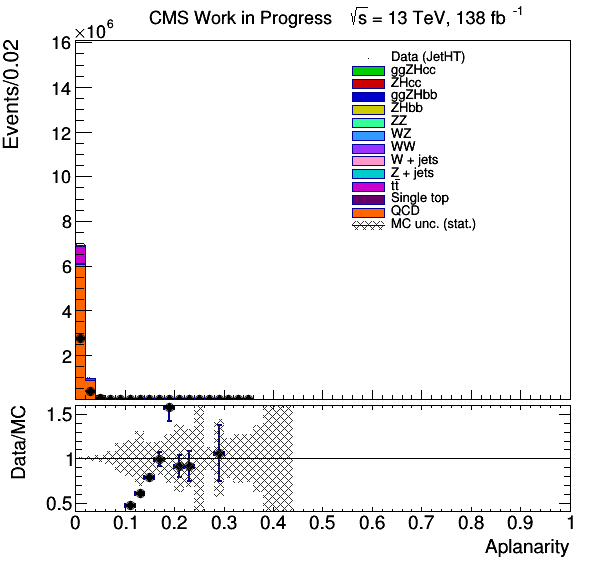 CMS Work in Progress √s = 13 TeV, 138 fb⁻¹
×10⁶
Events/0.02
16
14
12
10
8
6
4
2
Data (JetHT)
ggZHcc
ZHcc
ggZHbb
ZHbb
ZZ
WZ
WW
W + jets
Z + jets
tt̄
Single top
QCD
MC unc. (stat.)
Data/MC
1.5
1
0.5
0 0.1 0.2 0.3 0.4 0.5 0.6 0.7 0.8 0.9 1
Aplanarity